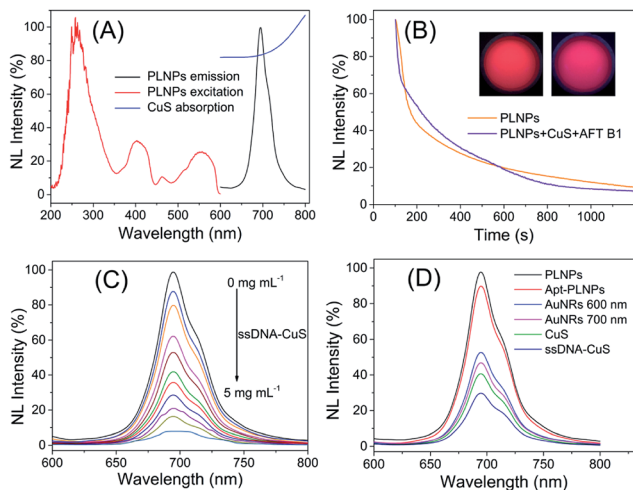 (A)
PLNPs emission
PLNPs excitation
CuS absorption
NL Intensity (%)
100
80
60
40
20
0
200 300 400 500 600 700 800
Wavelength (nm)
(B)
PLNPs
PLNPs+CuS+AFT B1
NL Intensity (%)
100
80
60
40
20
0
0 200 400 600 800 1000
Time (s)
(C)
0 mg mL⁻¹
ssDNA-CuS
5 mg mL⁻¹
NL Intensity (%)
100
80
60
40
20
0
600 650 700 750 800
Wavelength (nm)
(D)
PLNPs
Apt-PLNPs
AuNRs 600 nm
AuNRs 700 nm
CuS
ssDNA-CuS
NL Intensity (%)
100
80
60
40
20
0
600 650 700 750 800
Wavelength (nm)